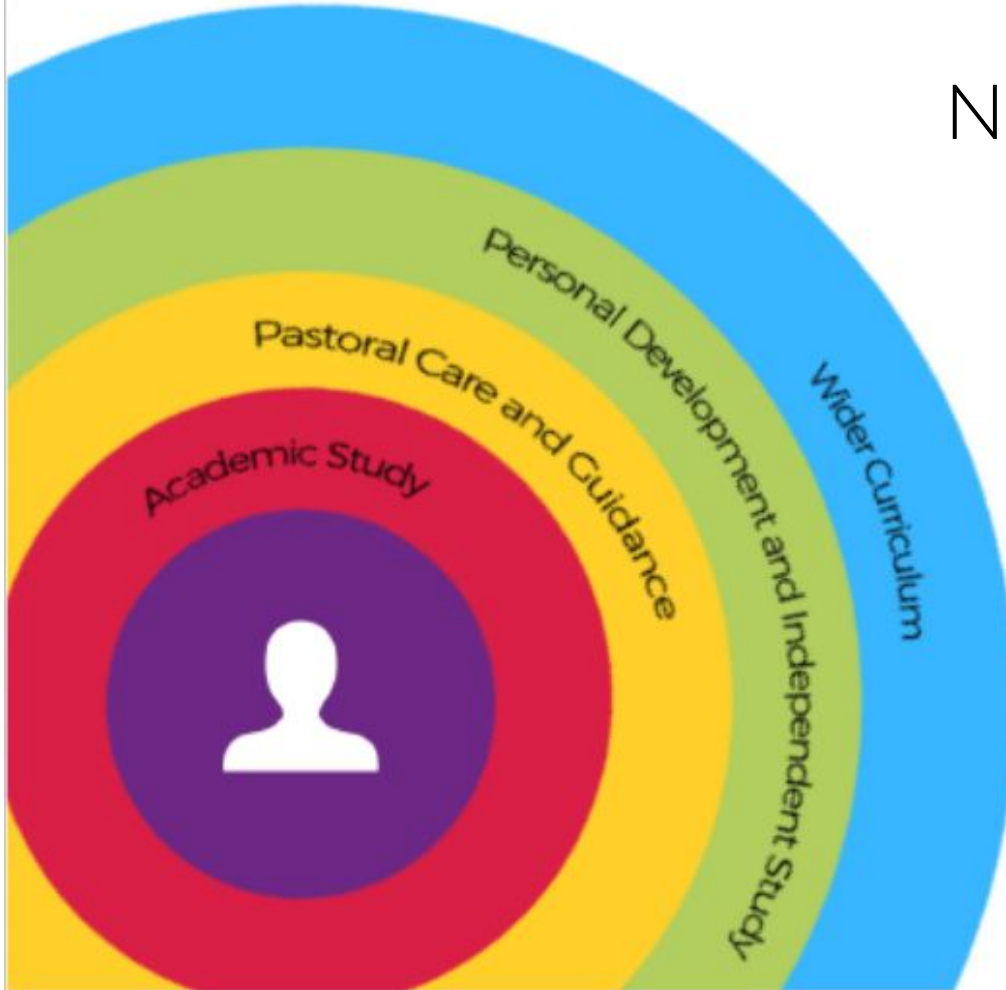 N
Wider Curriculum
Personal Development and Independent Study
Pastoral Care and Guidance
Academic Study